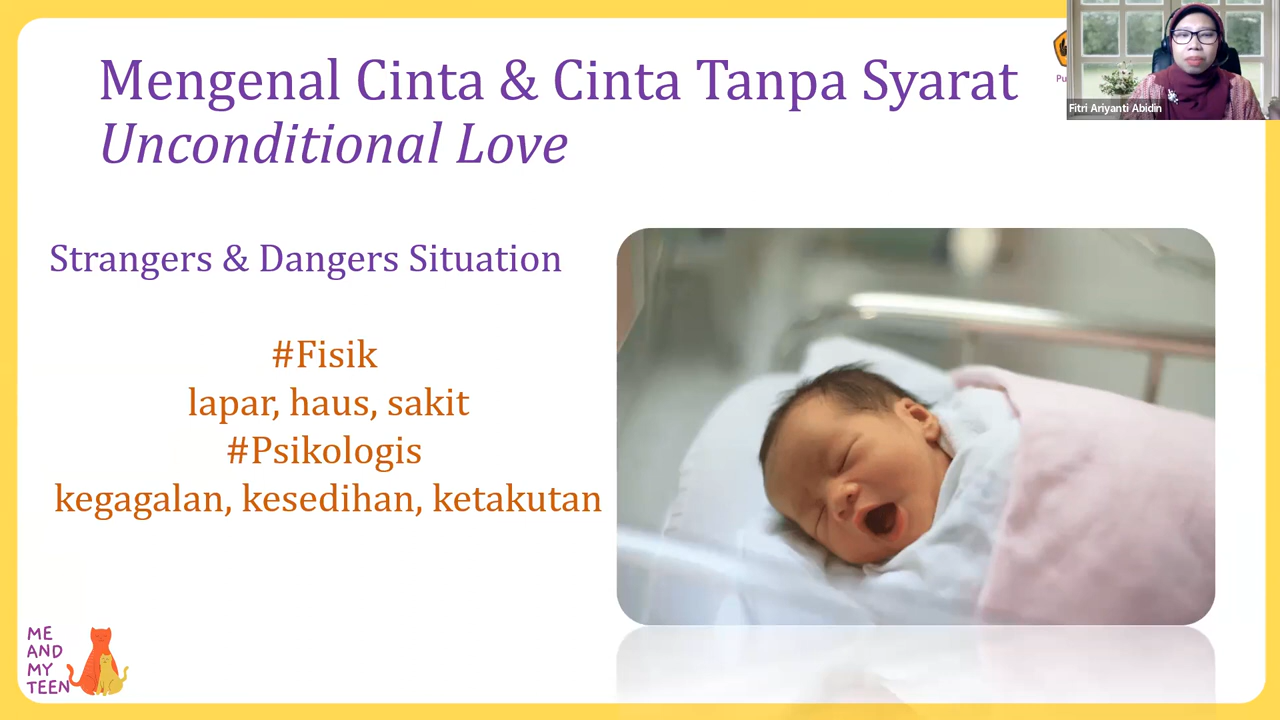 Mengenal Cinta & Cinta Tanpa Syarat
Unconditional Love
Strangers & Dangers Situation
#Fisik
lapar, haus, sakit
#Psikologis
kegagalan, kesedihan, ketakutan
ME
AND
MY
TEEN
Fitri Ariyanti Abidin